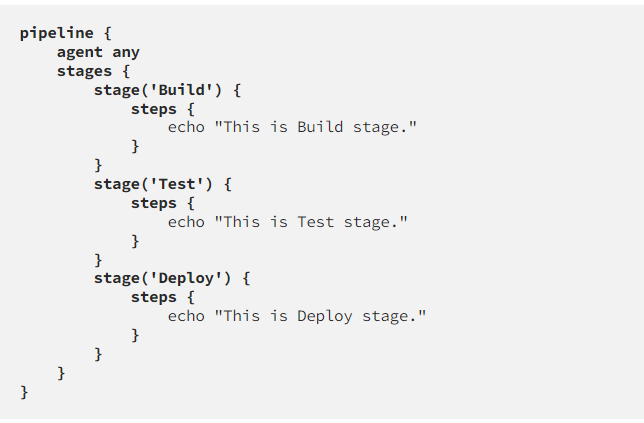 pipeline {
    agent any
    stages {
        stage('Build') {
            steps {
                echo "This is Build stage."
            }
        }
        stage('Test') {
            steps {
                echo "This is Test stage."
            }
        }
        stage('Deploy') {
            steps {
                echo "This is Deploy stage."
            }
        }
    }
}